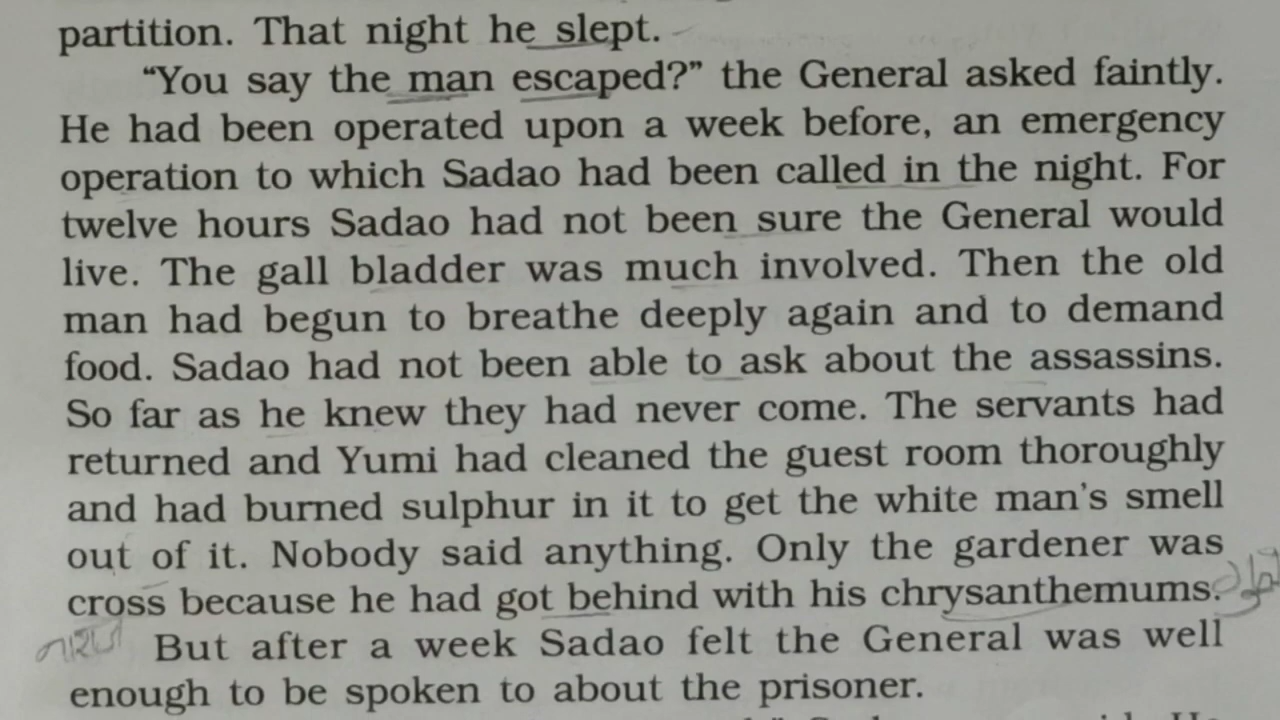 partition. That night he slept.
“You say the man escaped?” the General asked faintly.
He had been operated upon a week before, an emergency
operation to which Sadao had been called in the night. For
twelve hours Sadao had not been sure the General would
live. The gall bladder was much involved. Then the old
man had begun to breathe deeply again and to demand
food. Sadao had not been able to ask about the assassins.
So far as he knew they had never come. The servants had
returned and Yumi had cleaned the guest room thoroughly
and had burned sulphur in it to get the white man’s smell
out of it. Nobody said anything. Only the gardener was
cross because he had got behind with his chrysanthemums.
But after a week Sadao felt the General was well
enough to be spoken to about the prisoner.